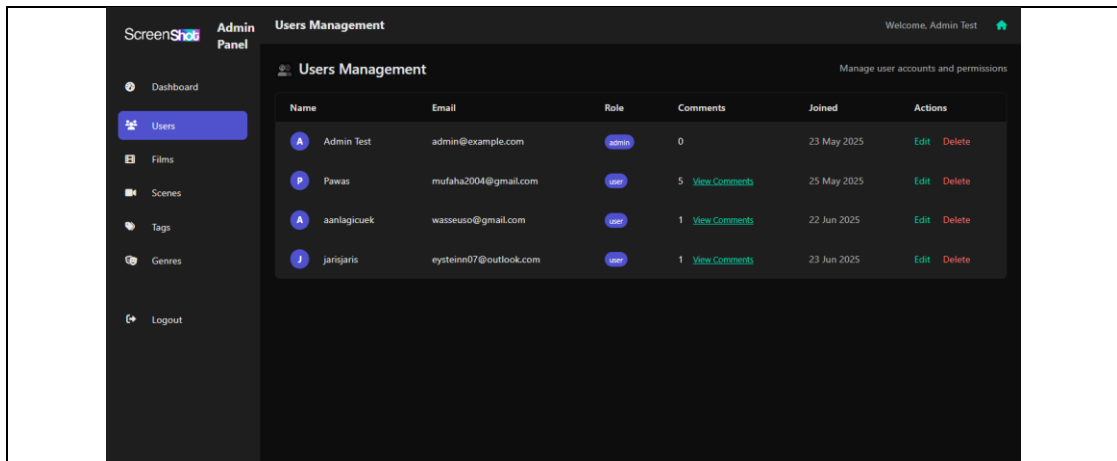 ScreenShot Admin Panel
Users Management
Welcome, Admin Test
Dashboard
Users
Films
Scenes
Tags
Genres
Logout
Users Management
Manage user accounts and permissions
Name Email Role Comments Joined Actions
A Admin Test admin@example.com admin 0 23 May 2025 Edit Delete
P Pawas mufaha2004@gmail.com user 5 View Comments 25 May 2025 Edit Delete
A aanlagicuek wasseuso@gmail.com user 1 View Comments 22 Jun 2025 Edit Delete
J jarisjaris eysteinn07@outlook.com user 1 View Comments 23 Jun 2025 Edit Delete